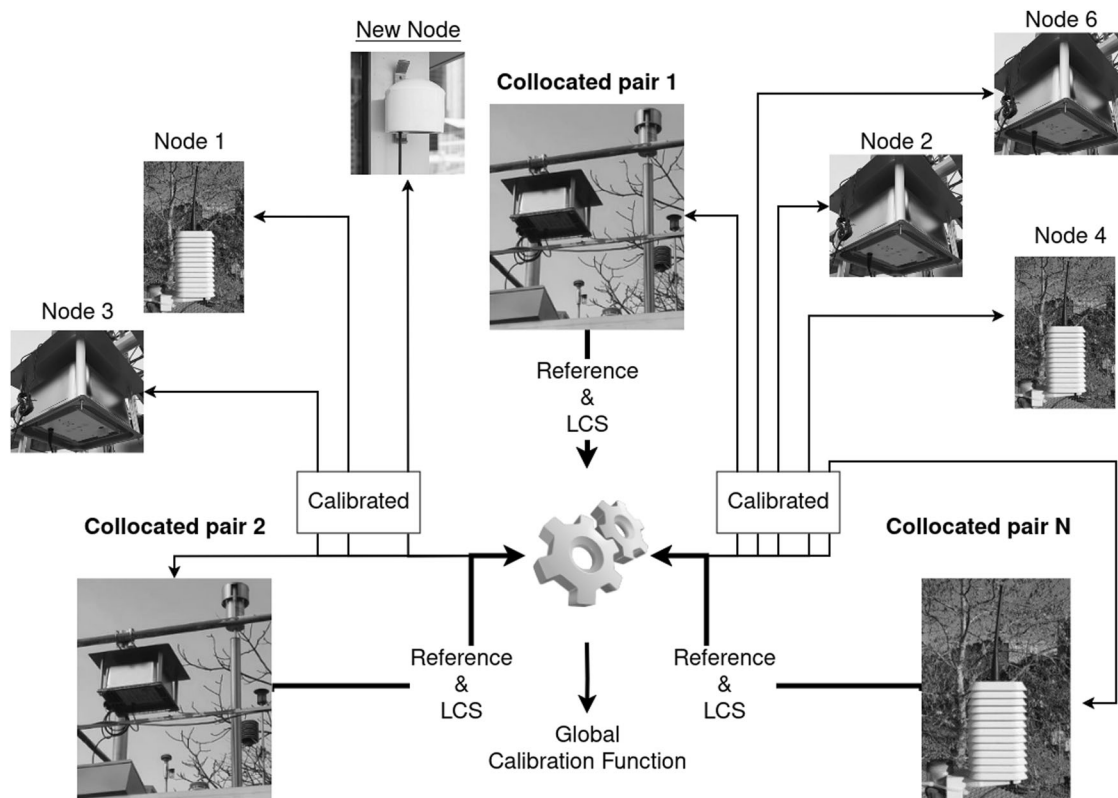 New Node
Node 6
Collocated pair 1
Node 1
Node 2
Node 4
Node 3
Reference
&
LCS
Calibrated
Calibrated
Collocated pair 2
Collocated pair N
Reference
&
LCS
Reference
&
LCS
Global
Calibration Function